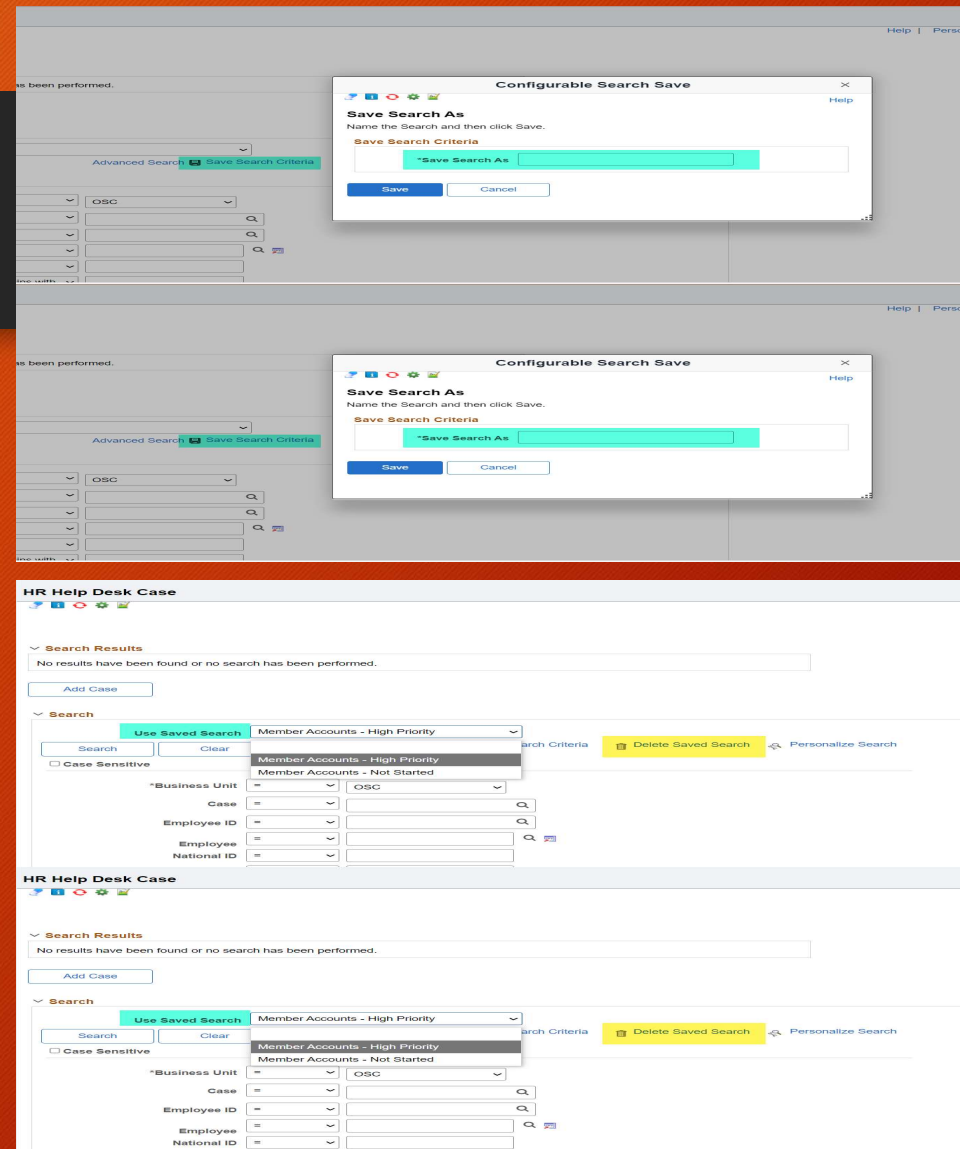 Help | Perso
as been performed.
Configurable Search Save
Help
Save Search As
Name the Search and then click Save.
Save Search Criteria
*Save Search As
Advanced Search Save Search Criteria
Save Cancel
OSC
Help | Perso
as been performed.
Configurable Search Save
Help
Save Search As
Name the Search and then click Save.
Save Search Criteria
*Save Search As
Advanced Search Save Search Criteria
Save Cancel
OSC
HR Help Desk Case
Search Results
No results have been found or no search has been performed.
Add Case
Search
Use Saved Search Member Accounts - High Priority
Search Clear arch Criteria Delete Saved Search Personalize Search
Member Accounts - High Priority
Case Sensitive
Member Accounts - Not Started
*Business Unit = OSC
Case =
Employee ID =
Employee =
National ID =
HR Help Desk Case
Search Results
No results have been found or no search has been performed.
Add Case
Search
Use Saved Search Member Accounts - High Priority
Search Clear arch Criteria Delete Saved Search Personalize Search
Member Accounts - High Priority
Case Sensitive
Member Accounts - Not Started
*Business Unit = OSC
Case =
Employee ID =
Employee =
National ID =